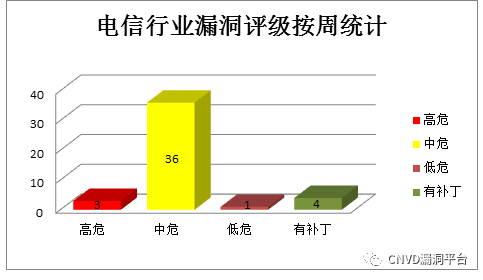 电信行业漏洞评级按周统计
40
30
20
10
0
3
36
1
4
高危
中危
低危
有补丁
高危
中危
低危
有补丁
CNVD漏洞平台